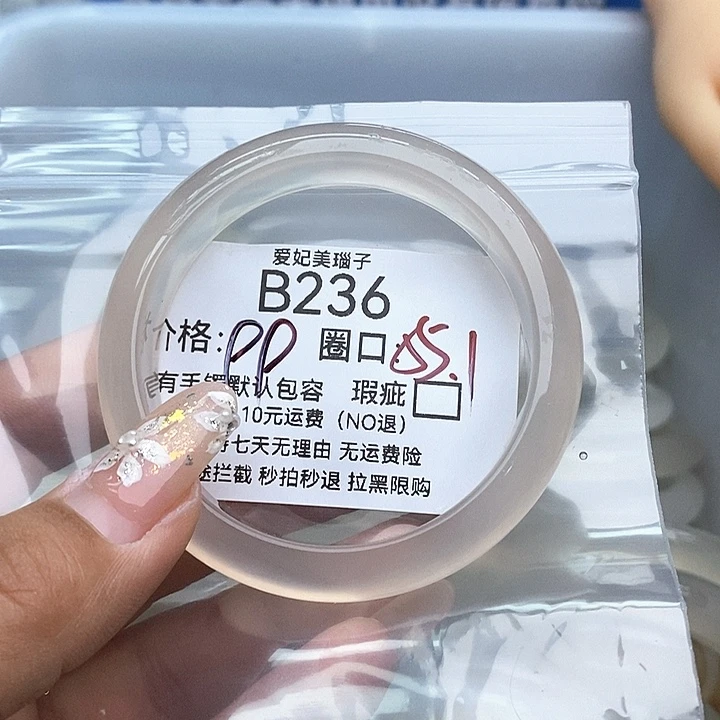 爱妃美瑙子
B236
价格: 圈口: 55.1
有手镯默认包容 瑕疵
10元运费（NO退）
七天无理由 无运费险
途拦截 秒拍秒退 拉黑限购